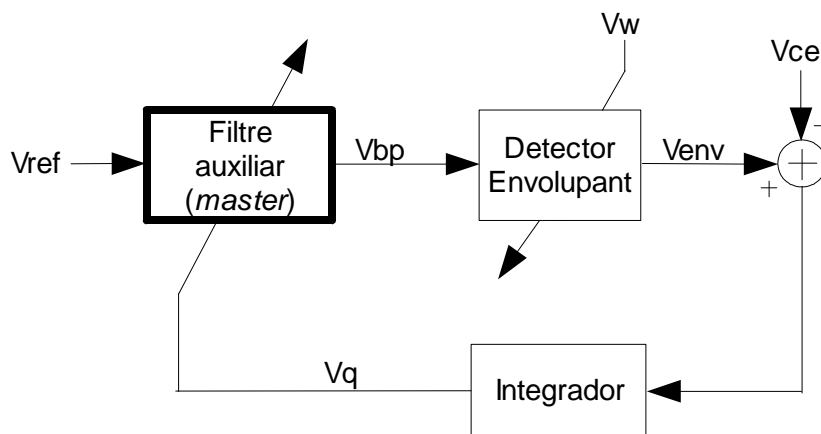 Vw
Vce
Vref
Filtre
auxiliar
(master)
Vbp
Detector
Envolupant
Venv
-
+
+
Vq
Integrador